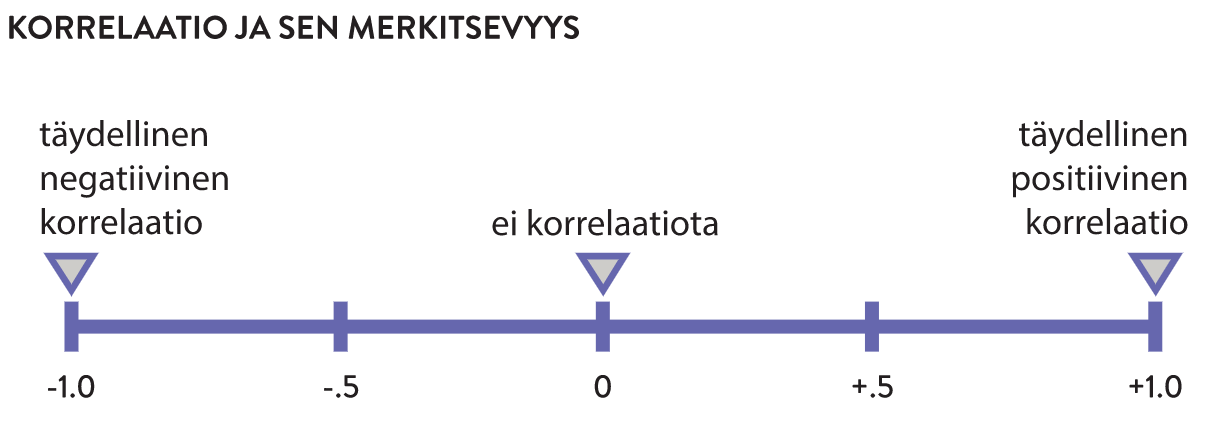 KORRELAATIO JA SEN MERKITSEVYYS
täydellinen
negatiivinen
korrelaatio
ei korrelaatiota
täydellinen
positiivinen
korrelaatio
-1.0
-.5
0
+.5
+1.0